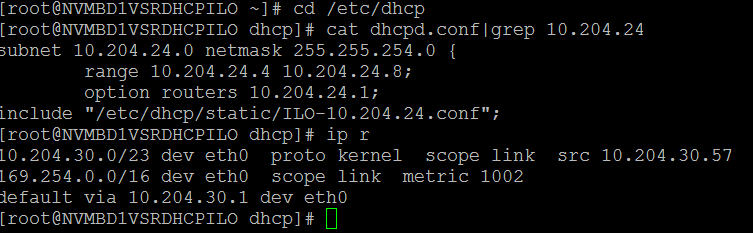 [root@NVMBD1VSRDHCPILO ~]# cd /etc/dhcp
[root@NVMBD1VSRDHCPILO dhcp]# cat dhcpd.conf|grep 10.204.24
subnet 10.204.24.0 netmask 255.255.254.0 {
        range 10.204.24.4 10.204.24.8;
        option routers 10.204.24.1;
include "/etc/dhcp/static/ILO-10.204.24.conf";
[root@NVMBD1VSRDHCPILO dhcp]# ip r
10.204.30.0/23 dev eth0  proto kernel  scope link  src 10.204.30.57
169.254.0.0/16 dev eth0  scope link  metric 1002
default via 10.204.30.1 dev eth0
[root@NVMBD1VSRDHCPILO dhcp]#